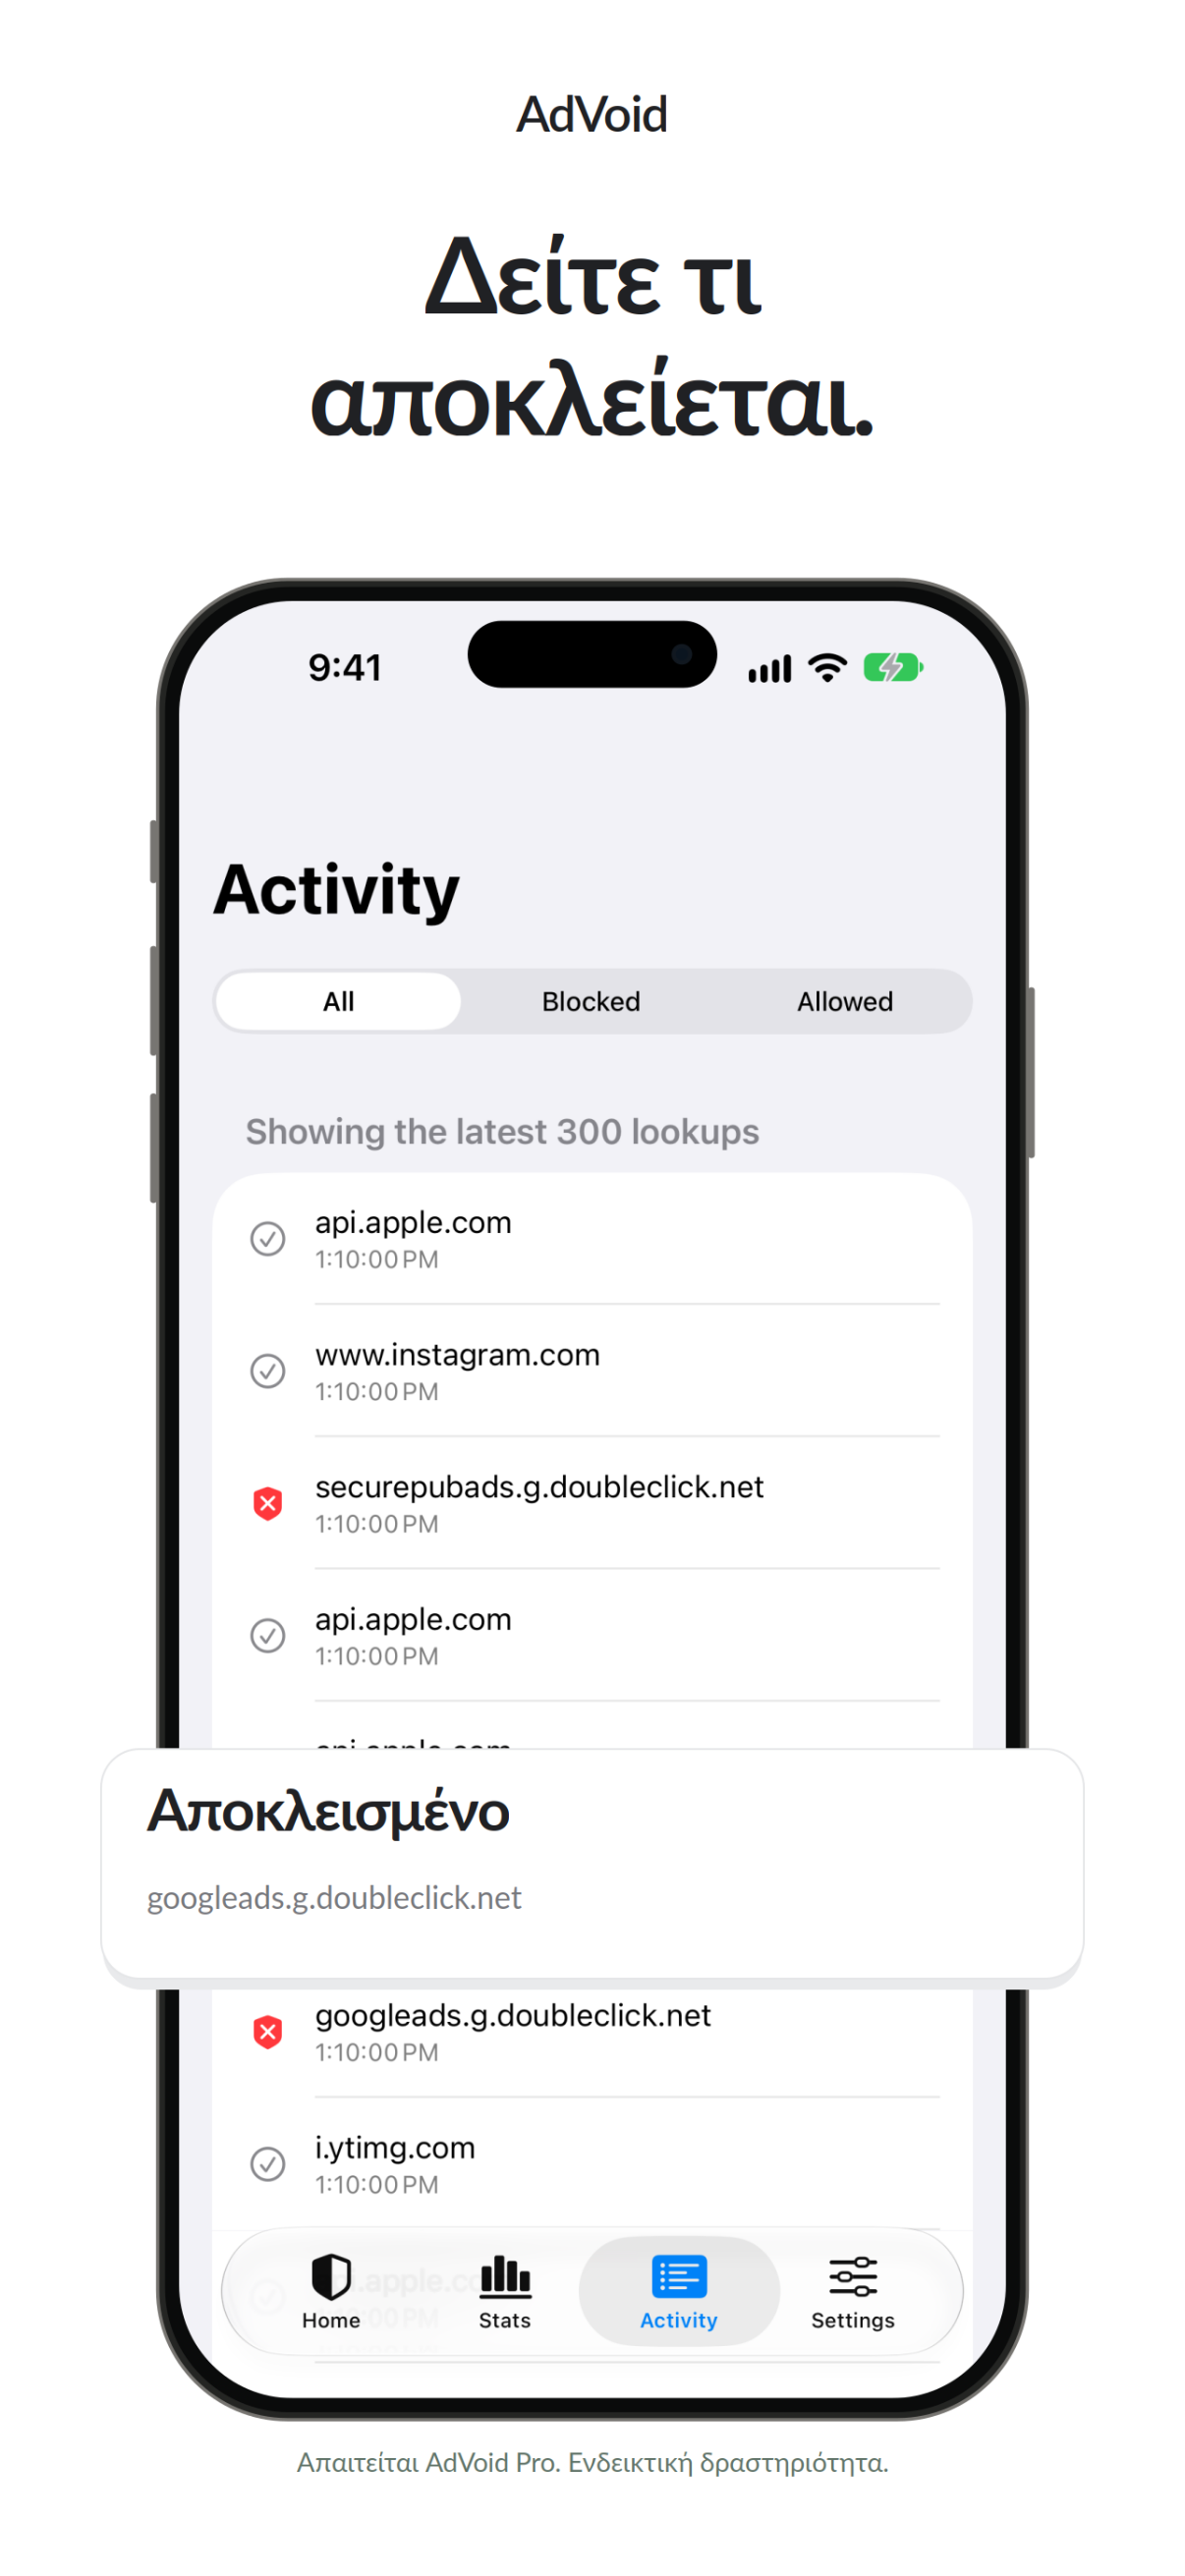 AdVoid
Δείτε τι
αποκλείεται.
9:41
Activity
All
Blocked
Allowed
Showing the latest 300 lookups
api.apple.com
1:10:00 PM
www.instagram.com
1:10:00 PM
securepubads.g.doubleclick.net
1:10:00 PM
api.apple.com
1:10:00 PM
api.apple.com
Αποκλεισμένο
googleads.g.doubleclick.net
googleads.g.doubleclick.net
1:10:00 PM
i.ytimg.com
1:10:00 PM
Home
Stats
Activity
Settings
Απαιτείται AdVoid Pro. Ενδεικτική δραστηριότητα.